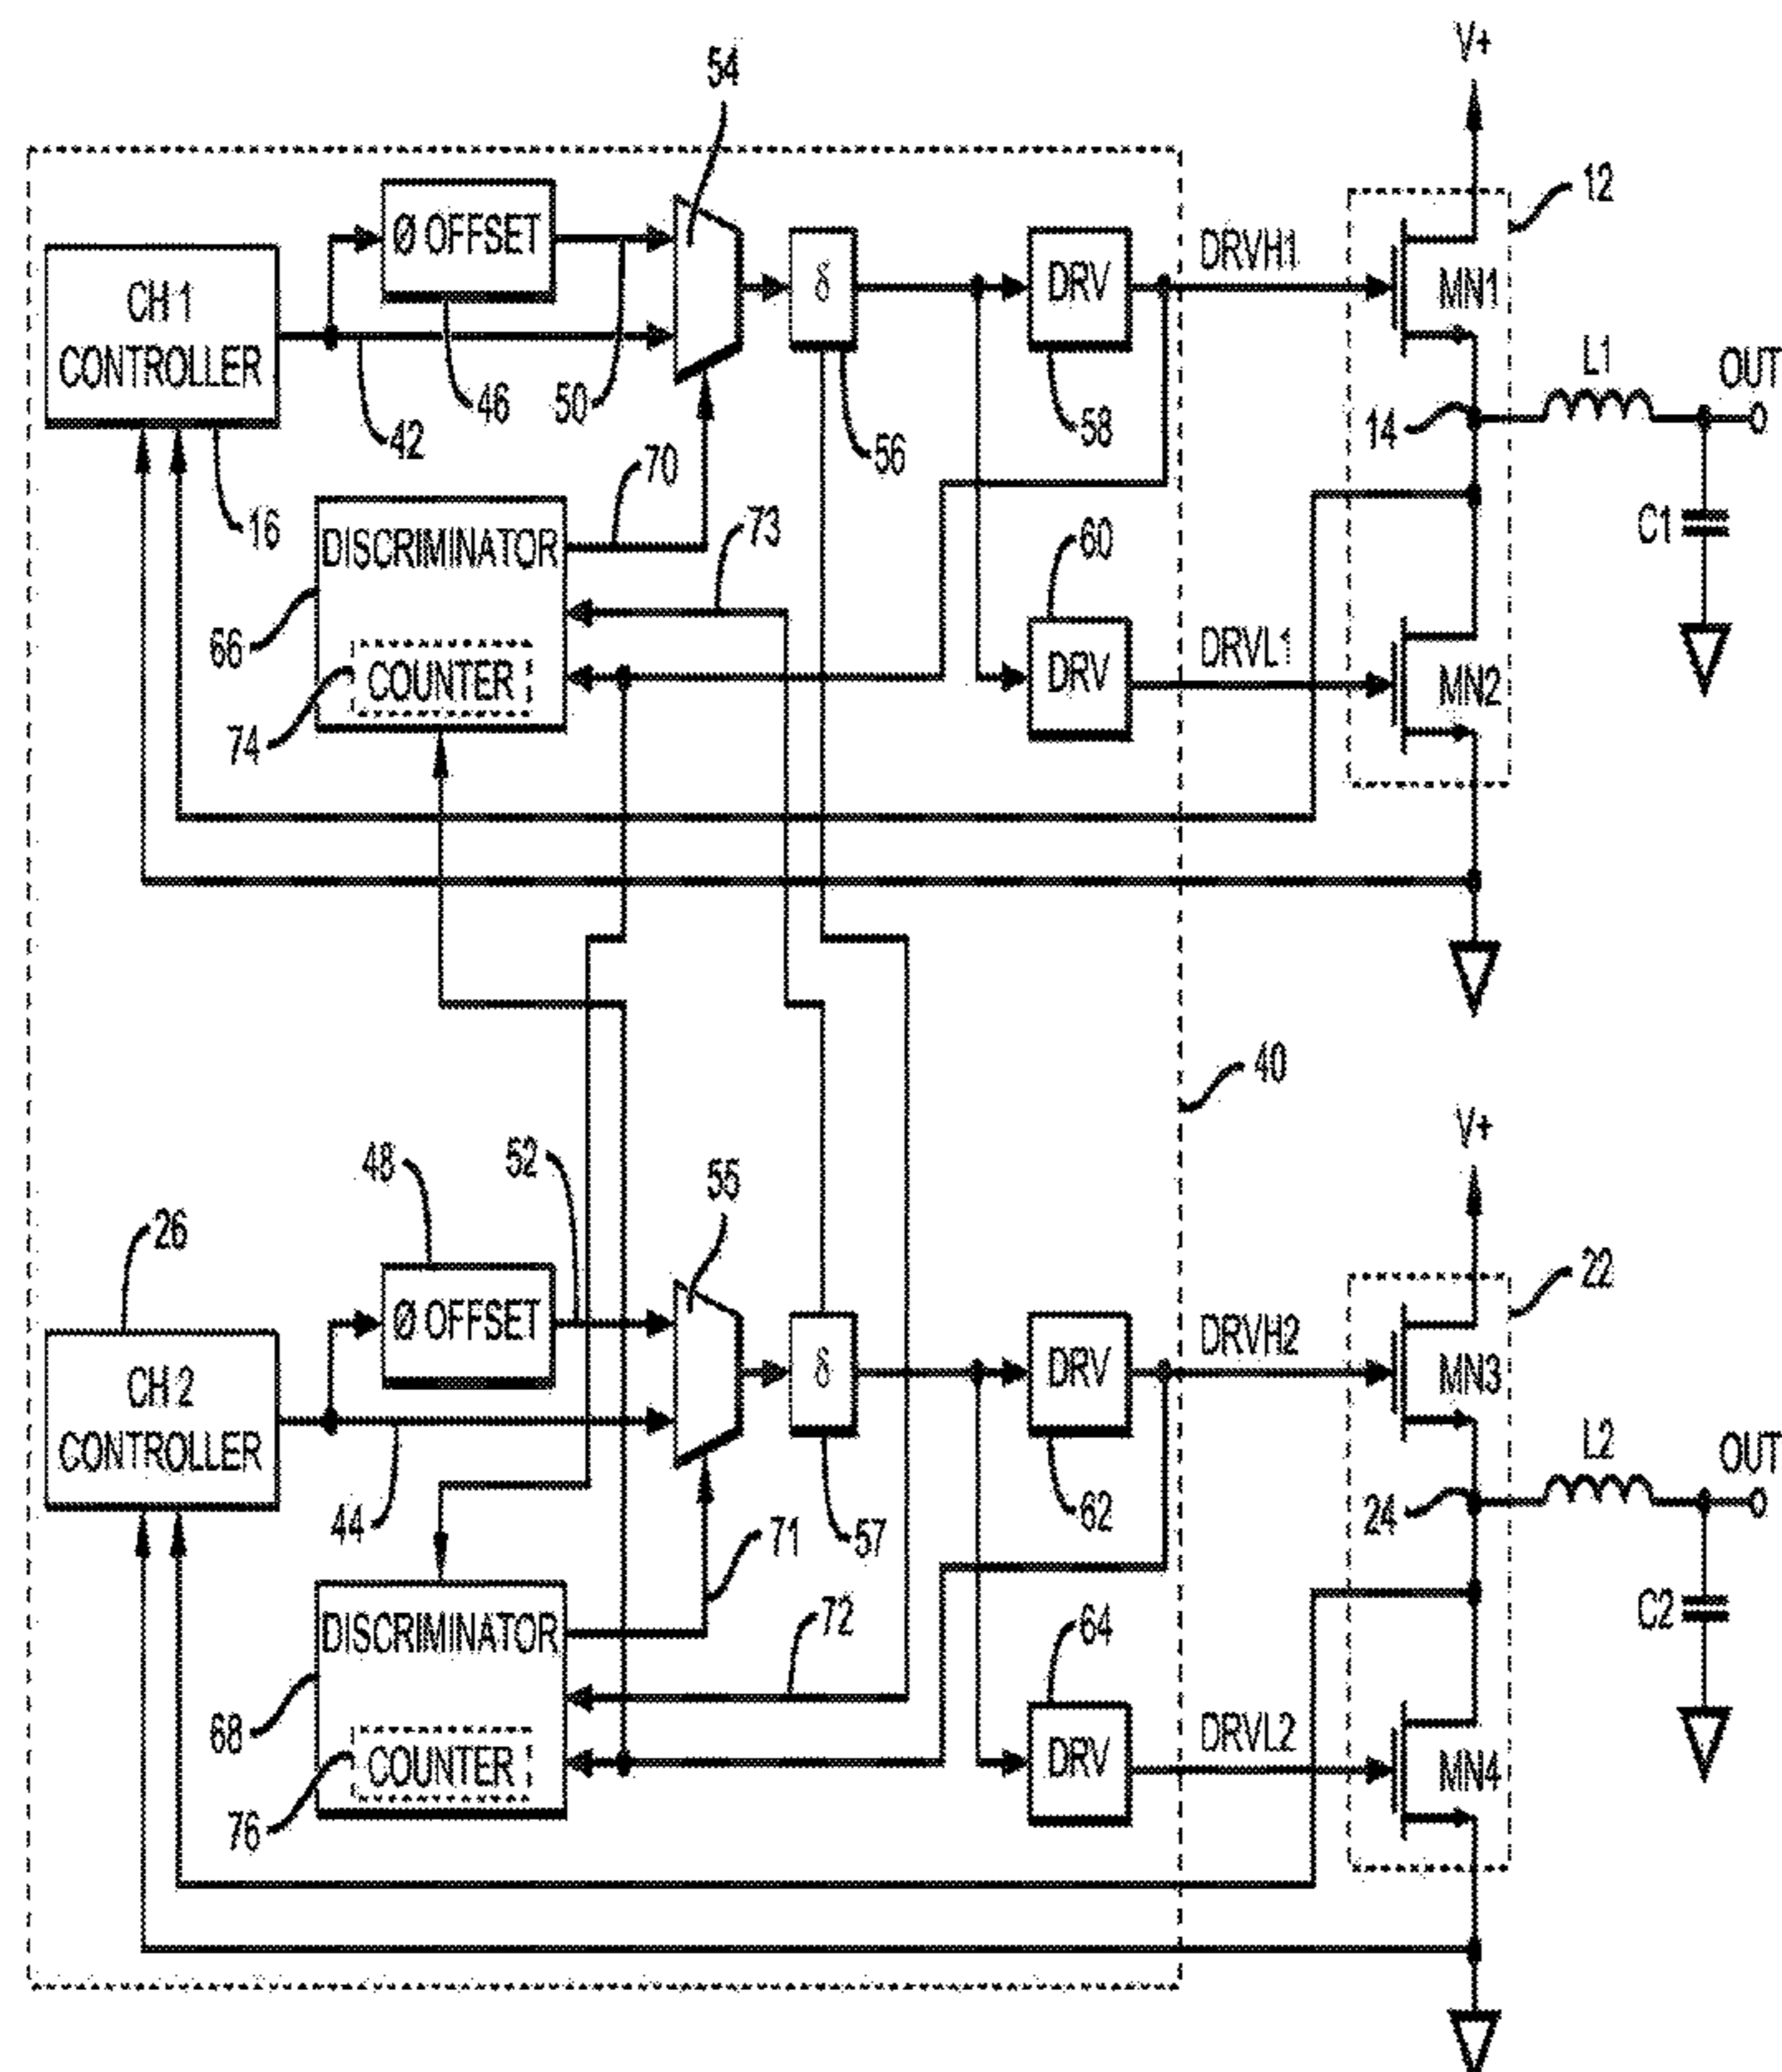 V+
54
12
Ø OFFSET
δ
DRV
DRVH1
MN1
CH 1
CONTROLLER
L1
OUT
42
46
50
56
58
14
70
16
73
C1
DISCRIMINATOR
60
66
DRVL1
COUNTER
DRV
MN2
74
40
V+
48
52
55
26
22
Ø OFFSET
δ
DRV
DRVH2
MN3
CH 2
CONTROLLER
L2
OUT
44
71
57
62
24
DISCRIMINATOR
72
64
C2
68
DRVL2
COUNTER
DRV
MN4
76